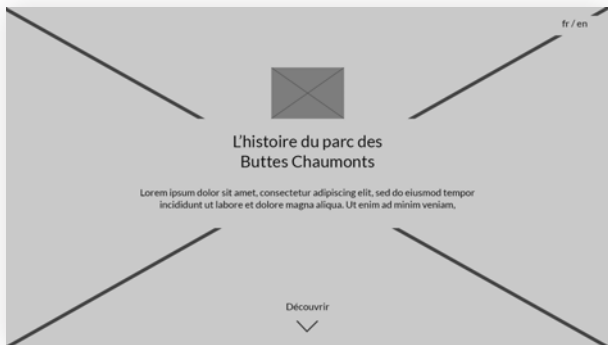 fr / en
L'histoire du parc des
Buttes Chaumonts
Lorem ipsum dolor sit amet, consectetur adipiscing elit, sed do eiusmod tempor
incididunt ut labore et dolore magna aliqua. Ut enim ad minim veniam,
Découvrir